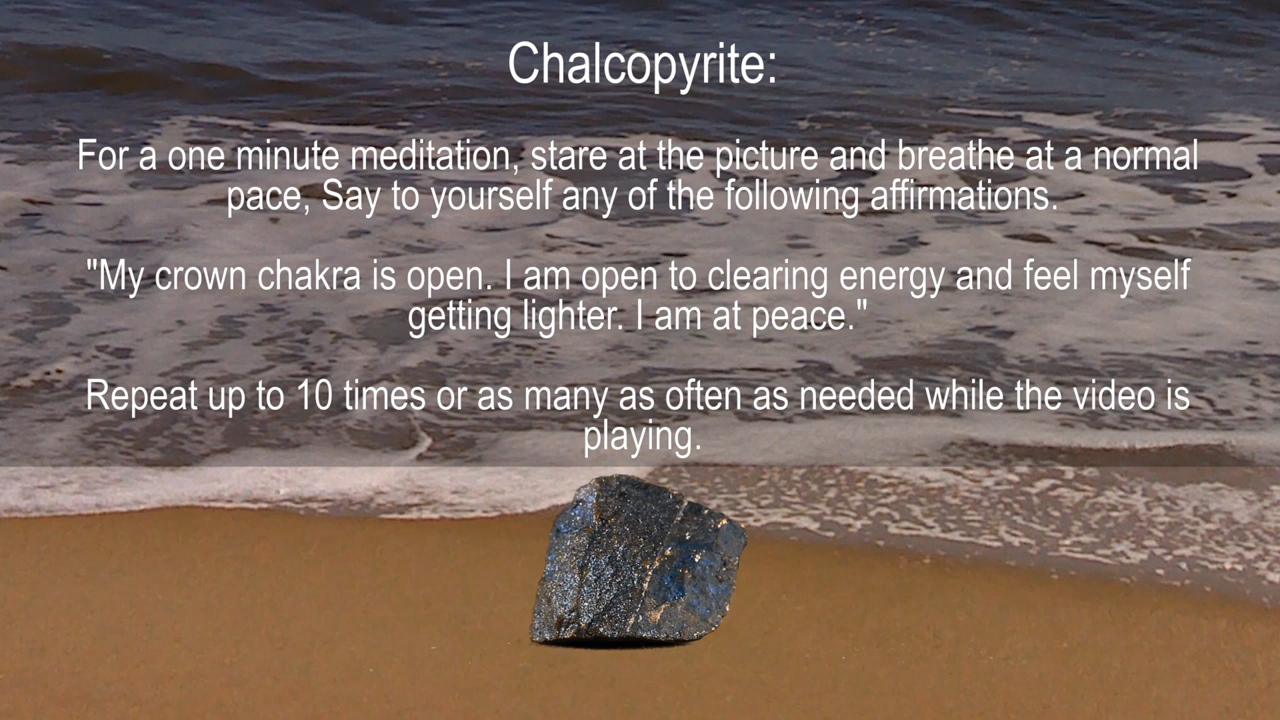 Chalcopyrite:
For a one minute meditation, stare at the picture and breathe at a normal
pace, Say to yourself any of the following affirmations.
"My crown chakra is open. I am open to clearing energy and feel myself
getting lighter. I am at peace."
Repeat up to 10 times or as many as often as needed while the video is
playing.